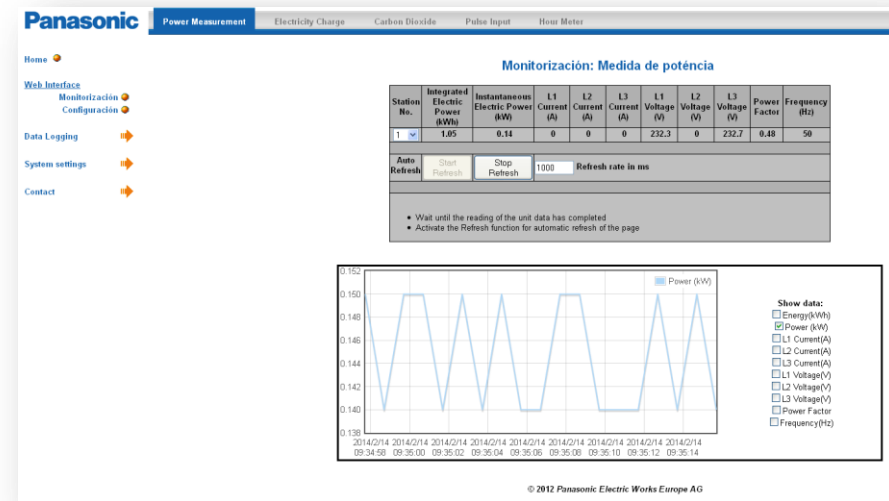 Panasonic
Power Measurement Electricity Charge Carbon Dioxide Pulse Input Hour Meter
Home
Web Interface
Monitorización
Configuración
Data Logging
System settings
Contact
Monitorización: Medida de poténcia
Station No. Integrated Electric Power (kWh) Instantaneous Electric Power (kW) L1 Current (A) L2 Current (A) L3 Current (A) L1 Voltage (V) L2 Voltage (V) L3 Voltage (V) Power Factor Frequency (Hz)
1 1.05 0.14 0 0 0 232.3 0 232.7 0.48 50
Auto Refresh Start Refresh Stop Refresh 1000 Refresh rate in ms
• Wait until the reading of the unit data has completed
• Activate the Refresh function for automatic refresh of the page
0.152
0.150
0.148
0.146
0.144
0.142
0.140
0.138
Power (kW)
2014/2/14 2014/2/14 2014/2/14 2014/2/14 2014/2/14 2014/2/14 2014/2/14 2014/2/14 2014/2/14
09:34:58 09:35:00 09:35:02 09:35:04 09:35:06 09:35:08 09:35:10 09:35:12 09:35:14
Show data:
Energy(kWh)
Power (kW)
L1 Current(A)
L2 Current(A)
L3 Current(A)
L1 Voltage(V)
L2 Voltage(V)
L3 Voltage(V)
Power Factor
Frequency(Hz)
© 2012 Panasonic Electric Works Europe AG